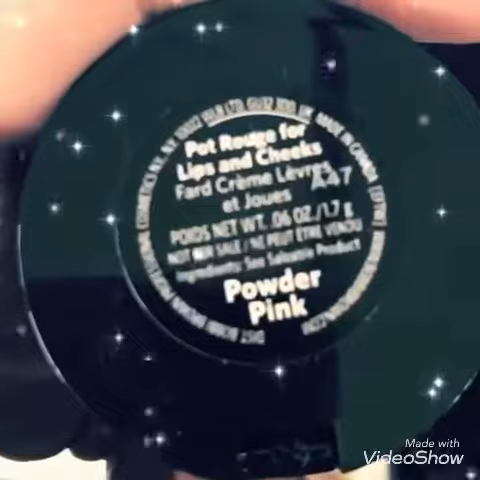 Pot Rouge for
Lips and Cheeks
Fard Crème Lèvres
et Joues
A47
POIDS NET WT. .06 OZ./1.7 g
NOT FOR SALE / NE PEUT ÊTRE VENDU
Ingredients: See Saleable Product
Powder
Pink
MADE IN CANADA
Made with
VideoShow